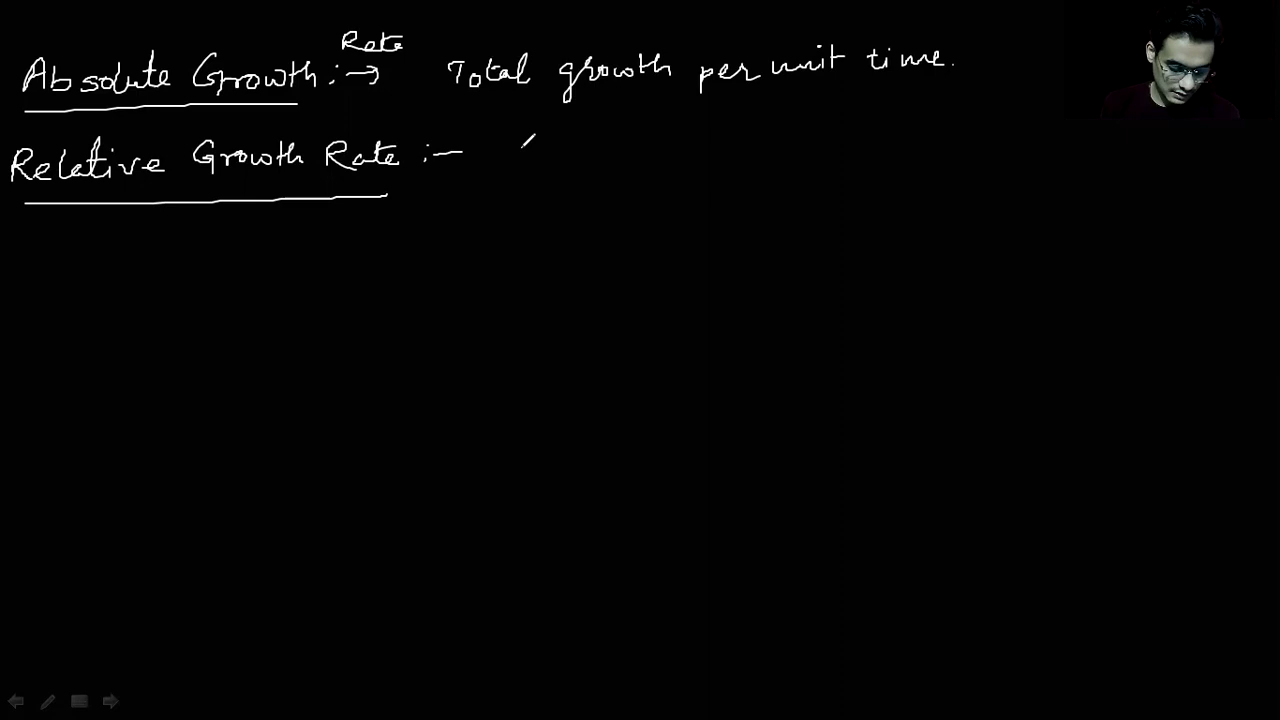 Rate
Absolute Growth :→ Total growth per unit time.
Relative Growth Rate :-